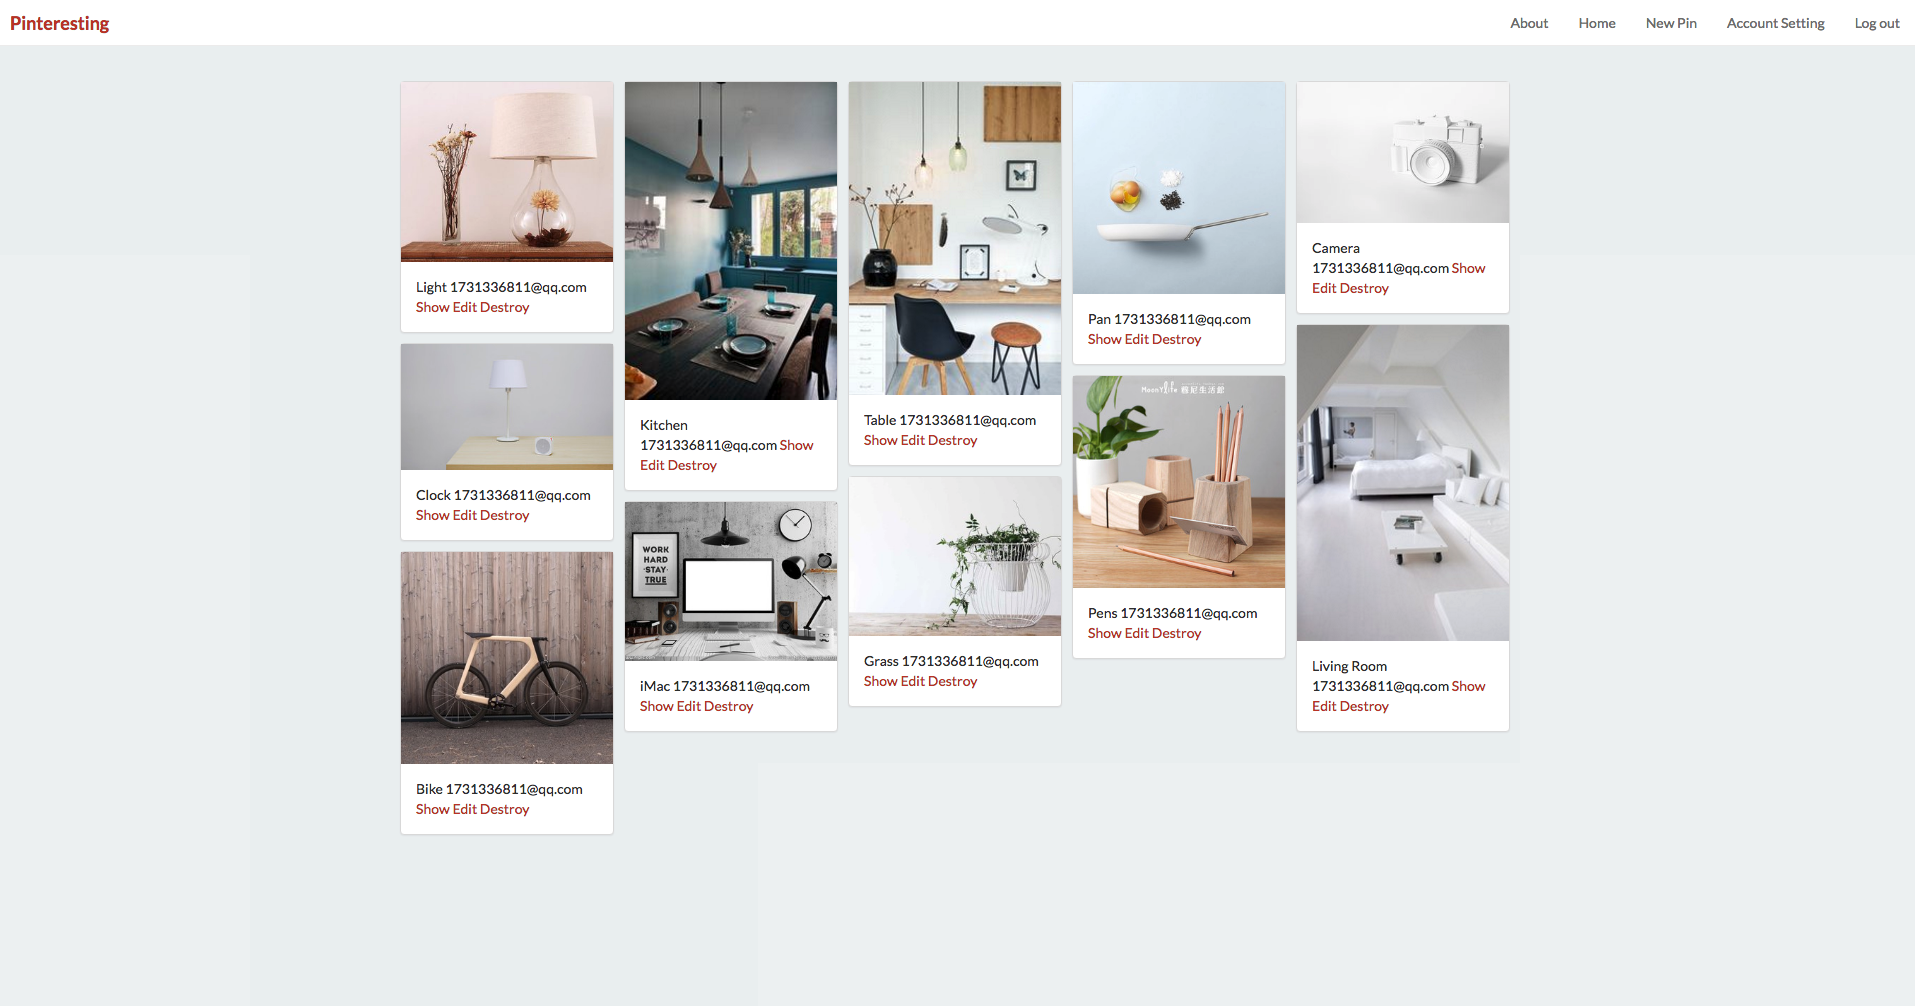 Pinteresting
About Home New Pin Account Setting Log out
Light 1731336811@qq.com
Show Edit Destroy
Clock 1731336811@qq.com
Show Edit Destroy
Bike 1731336811@qq.com
Show Edit Destroy
Kitchen
1731336811@qq.com Show
Edit Destroy
WORK
HARD
·STAY·
TRUE
iMac 1731336811@qq.com
Show Edit Destroy
Table 1731336811@qq.com
Show Edit Destroy
Grass 1731336811@qq.com
Show Edit Destroy
Pan 1731336811@qq.com
Show Edit Destroy
生活館
Pens 1731336811@qq.com
Show Edit Destroy
Camera
1731336811@qq.com Show
Edit Destroy
Living Room
1731336811@qq.com Show
Edit Destroy